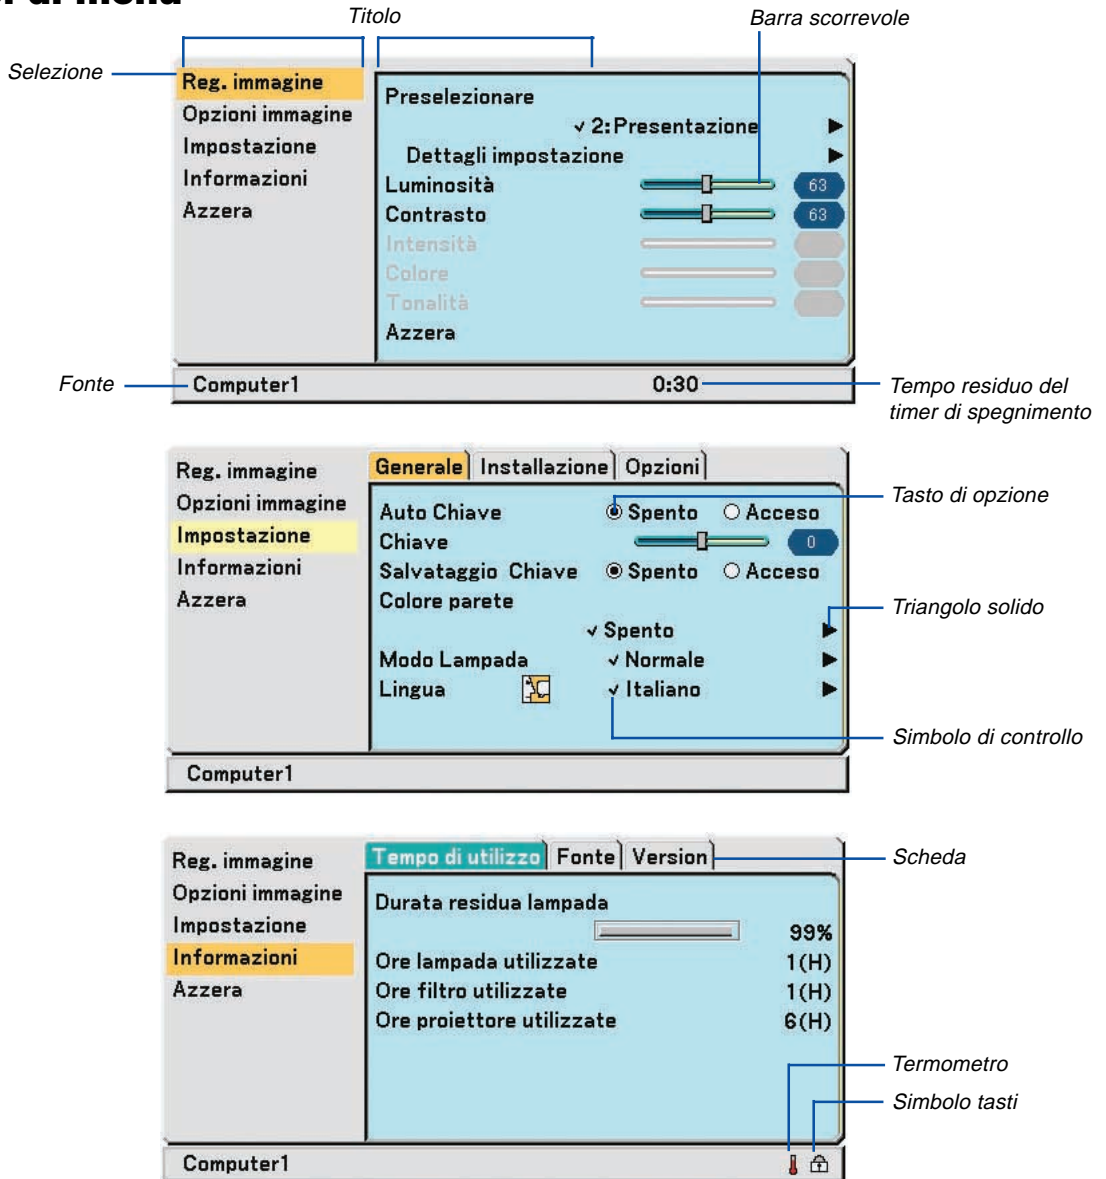 di menu
Titolo
Barra scorrevole
Selezione
Reg. immagine
Opzioni immagine
Impostazione
Informazioni
Azzera
Preselezionare
✓ 2:Presentazione ▶
Dettagli impostazione ▶
Luminosità 63
Contrasto 63
Intensità
Colore
Tonalità
Azzera
Fonte
Computer1 0:30
Tempo residuo del
timer di spegnimento
Reg. immagine
Opzioni immagine
Impostazione
Informazioni
Azzera
Generale Installazione Opzioni
Auto Chiave Spento Acceso
Chiave 0
Salvataggio Chiave Spento Acceso
Colore parete
✓ Spento ▶
Modo Lampada ✓ Normale ▶
Lingua ✓ Italiano ▶
Computer1
Tasto di opzione
Triangolo solido
Simbolo di controllo
Reg. immagine
Opzioni immagine
Impostazione
Informazioni
Azzera
Tempo di utilizzo Fonte Version
Durata residua lampada
99%
Ore lampada utilizzate 1(H)
Ore filtro utilizzate 1(H)
Ore proiettore utilizzate 6(H)
Computer1
Scheda
Termometro
Simbolo tasti